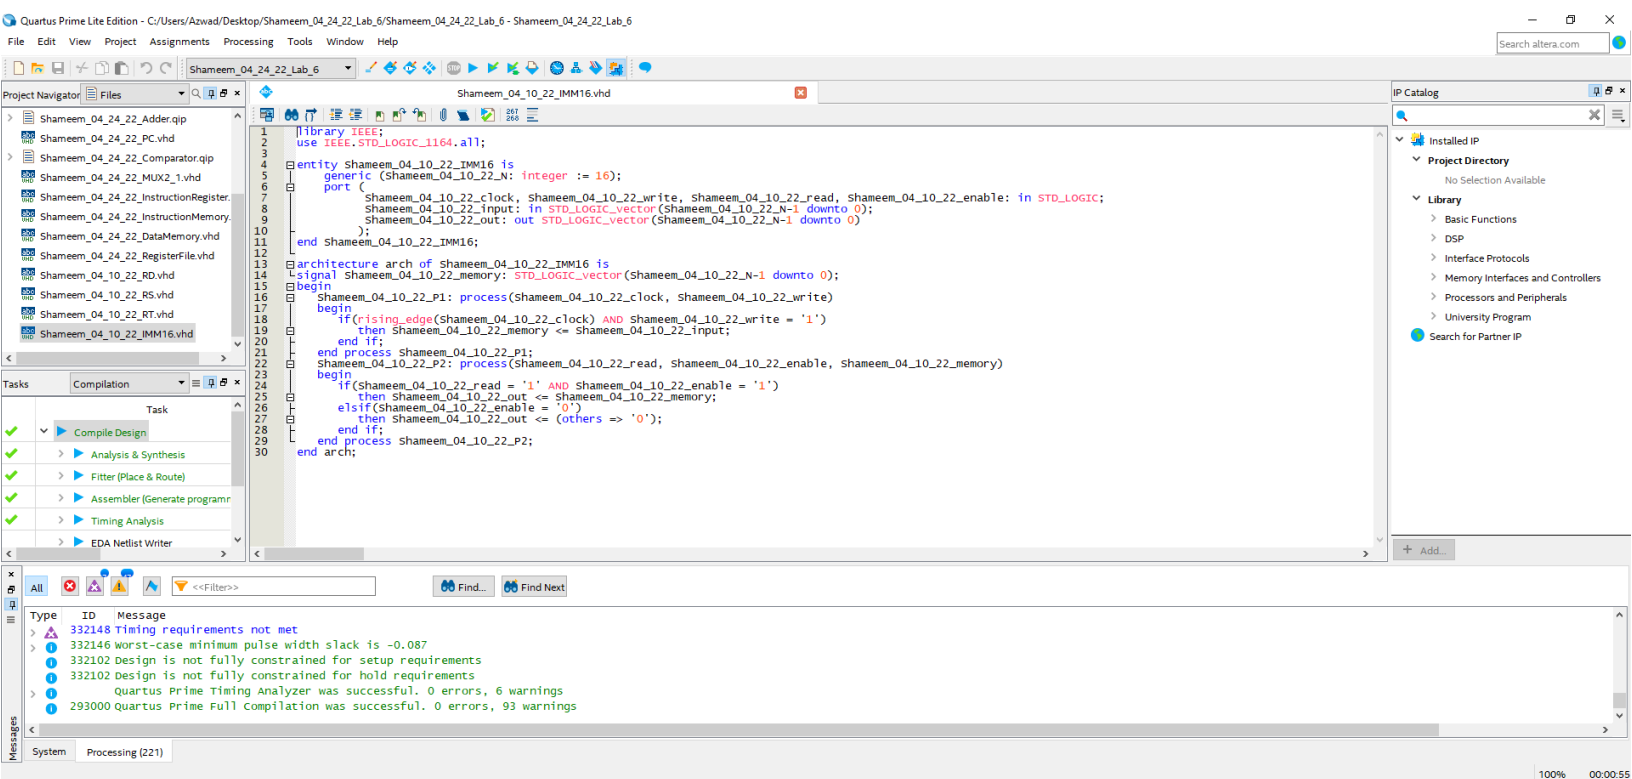 Quartus Prime Lite Edition - C:/Users/Azwad/Desktop/Shameem_04_24_22_Lab_6/Shameem_04_24_22_Lab_6 - Shameem_04_24_22_Lab_6
File Edit View Project Assignments Processing Tools Window Help
Search altera.com
Shameem_04_24_22_Lab_6
STOP
Project Navigator Files
Shameem_04_24_22_Adder.qip
Shameem_04_24_22_PC.vhd
Shameem_04_24_22_Comparator.qip
Shameem_04_24_22_MUX2_1.vhd
Shameem_04_24_22_InstructionRegister.
Shameem_04_24_22_InstructionMemory.
Shameem_04_24_22_DataMemory.vhd
Shameem_04_24_22_RegisterFile.vhd
Shameem_04_10_22_RD.vhd
Shameem_04_10_22_RS.vhd
Shameem_04_10_22_RT.vhd
Shameem_04_10_22_IMM16.vhd
Tasks Compilation
Task
Compile Design
Analysis & Synthesis
Fitter (Place & Route)
Assembler (Generate programr
Timing Analysis
EDA Netlist Writer
Shameem_04_10_22_IMM16.vhd
267
268
1 library IEEE;
2 use IEEE.STD_LOGIC_1164.all;
3
4 entity Shameem_04_10_22_IMM16 is
5 generic (Shameem_04_10_22_N: integer := 16);
6 port (
7 Shameem_04_10_22_clock, Shameem_04_10_22_write, Shameem_04_10_22_read, Shameem_04_10_22_enable: in STD_LOGIC;
8 Shameem_04_10_22_input: in STD_LOGIC_vector(Shameem_04_10_22_N-1 downto 0);
9 Shameem_04_10_22_out: out STD_LOGIC_vector(Shameem_04_10_22_N-1 downto 0)
10 );
11 end Shameem_04_10_22_IMM16;
12
13 architecture arch of Shameem_04_10_22_IMM16 is
14 signal Shameem_04_10_22_memory: STD_LOGIC_vector(Shameem_04_10_22_N-1 downto 0);
15 begin
16 Shameem_04_10_22_P1: process(Shameem_04_10_22_clock, Shameem_04_10_22_write)
17 begin
18 if(rising_edge(Shameem_04_10_22_clock) AND Shameem_04_10_22_write = '1')
19 then Shameem_04_10_22_memory <= Shameem_04_10_22_input;
20 end if;
21 end process Shameem_04_10_22_P1;
22 Shameem_04_10_22_P2: process(Shameem_04_10_22_read, Shameem_04_10_22_enable, Shameem_04_10_22_memory)
23 begin
24 if(Shameem_04_10_22_read = '1' AND Shameem_04_10_22_enable = '1')
25 then Shameem_04_10_22_out <= Shameem_04_10_22_memory;
26 elsif(Shameem_04_10_22_enable = '0')
27 then Shameem_04_10_22_out <= (others => '0');
28 end if;
29 end process Shameem_04_10_22_P2;
30 end arch;
IP Catalog
Installed IP
Project Directory
No Selection Available
Library
Basic Functions
DSP
Interface Protocols
Memory Interfaces and Controllers
Processors and Peripherals
University Program
Search for Partner IP
+ Add...
All <<Filter>> Find... Find Next
Type ID Message
332148 Timing requirements not met
332146 Worst-case minimum pulse width slack is -0.087
332102 Design is not fully constrained for setup requirements
332102 Design is not fully constrained for hold requirements
Quartus Prime Timing Analyzer was successful. 0 errors, 6 warnings
293000 Quartus Prime Full Compilation was successful. 0 errors, 93 warnings
Messages
System Processing (221)
100% 00:00:55